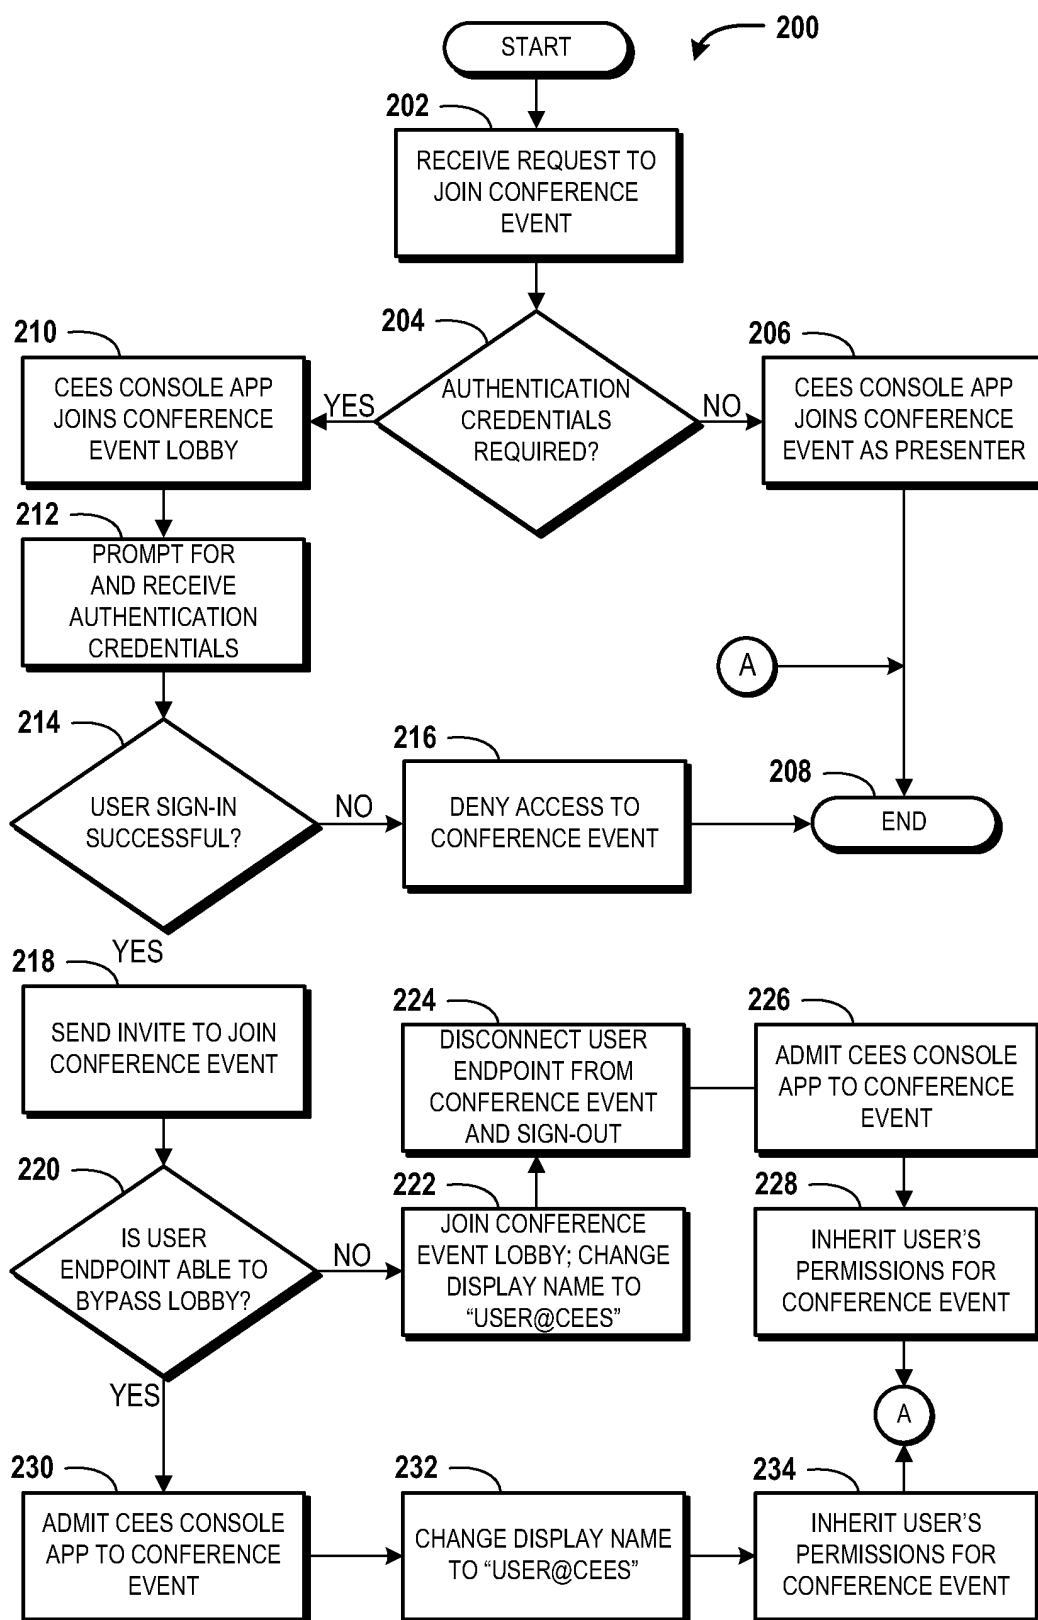 START
200
202
RECEIVE REQUEST TO
JOIN CONFERENCE
EVENT
204
AUTHENTICATION
CREDENTIALS
REQUIRED?
YES
NO
206
CEES CONSOLE APP
JOINS CONFERENCE
EVENT AS PRESENTER
210
CEES CONSOLE APP
JOINS CONFERENCE
EVENT LOBBY
212
PROMPT FOR
AND RECEIVE
AUTHENTICATION
CREDENTIALS
A
214
USER SIGN-IN
SUCCESSFUL?
NO
216
DENY ACCESS TO
CONFERENCE EVENT
208
END
YES
218
SEND INVITE TO JOIN
CONFERENCE EVENT
220
IS USER
ENDPOINT ABLE TO
BYPASS LOBBY?
NO
222
JOIN CONFERENCE
EVENT LOBBY; CHANGE
DISPLAY NAME TO
“USER@CEES”
224
DISCONNECT USER
ENDPOINT FROM
CONFERENCE EVENT
AND SIGN-OUT
226
ADMIT CEES CONSOLE
APP TO CONFERENCE
EVENT
228
INHERIT USER’S
PERMISSIONS FOR
CONFERENCE EVENT
A
YES
230
ADMIT CEES CONSOLE
APP TO CONFERENCE
EVENT
232
CHANGE DISPLAY NAME
TO “USER@CEES”
234
INHERIT USER’S
PERMISSIONS FOR
CONFERENCE EVENT